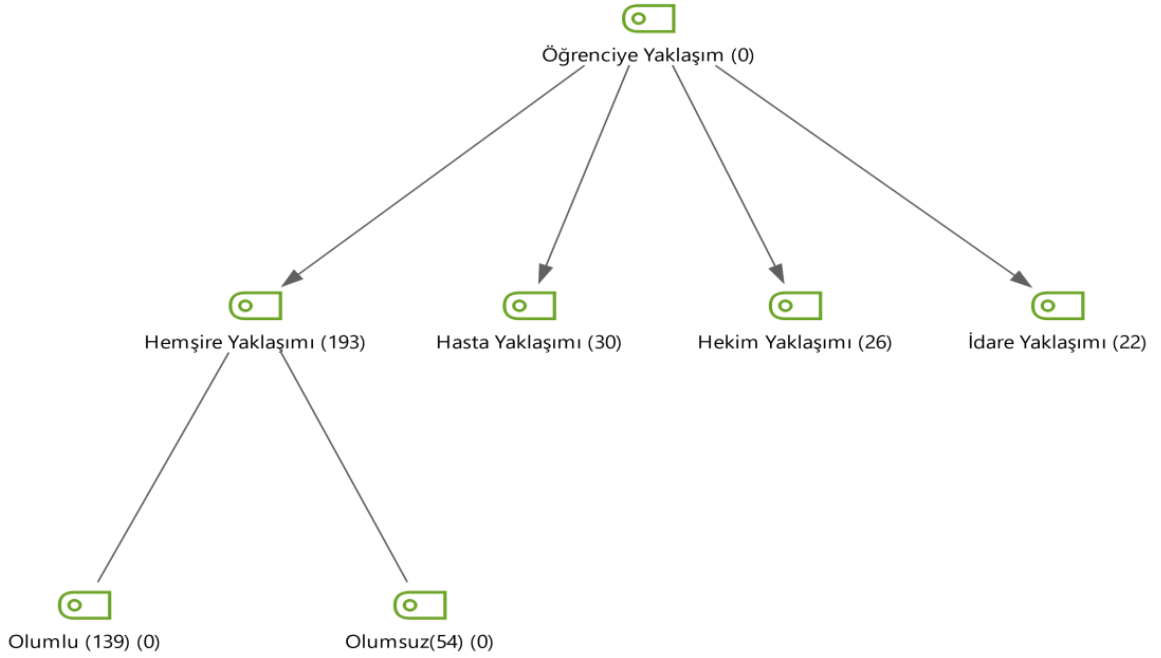 Öğrenciye Yaklaşım (0)
Hemşire Yaklaşımı (193)
Hasta Yaklaşımı (30)
Hekim Yaklaşımı (26)
İdare Yaklaşımı (22)
Olumlu (139) (0)
Olumsuz(54) (0)